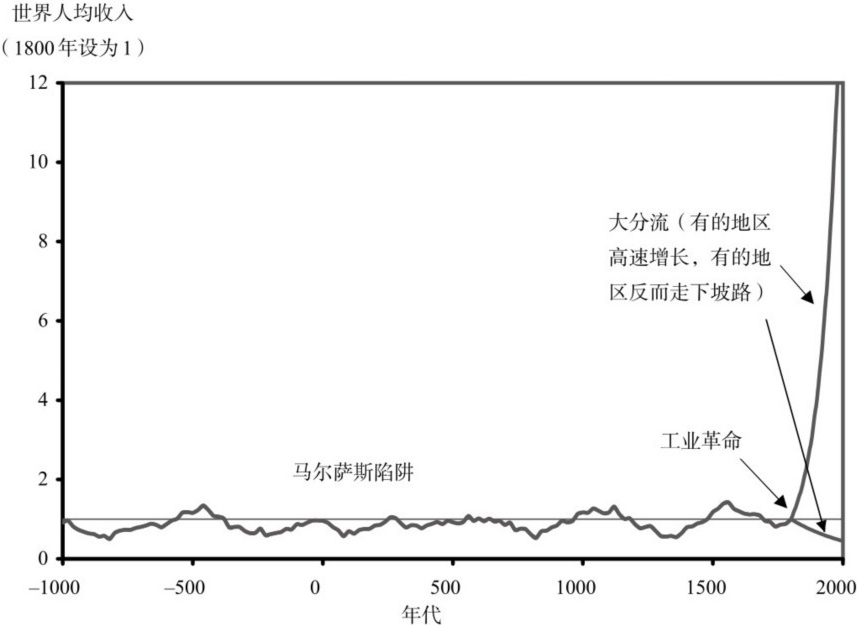 世界人均收入
（1800年设为1）
12
10
8
6
4
2
0
大分流（有的地区
高速增长，有的地
区反而走下坡路）
工业革命
马尔萨斯陷阱
–1000
–500
0
500
1000
1500
2000
年代